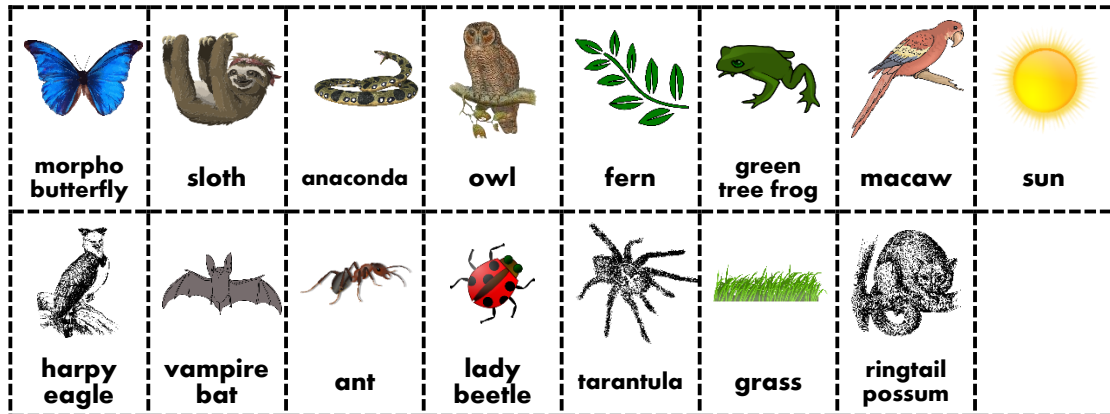 morpho
butterfly
sloth
anaconda
owl
fern
green
tree frog
macaw
sun
harpy
eagle
vampire
bat
ant
lady
beetle
tarantula
grass
ringtail
possum